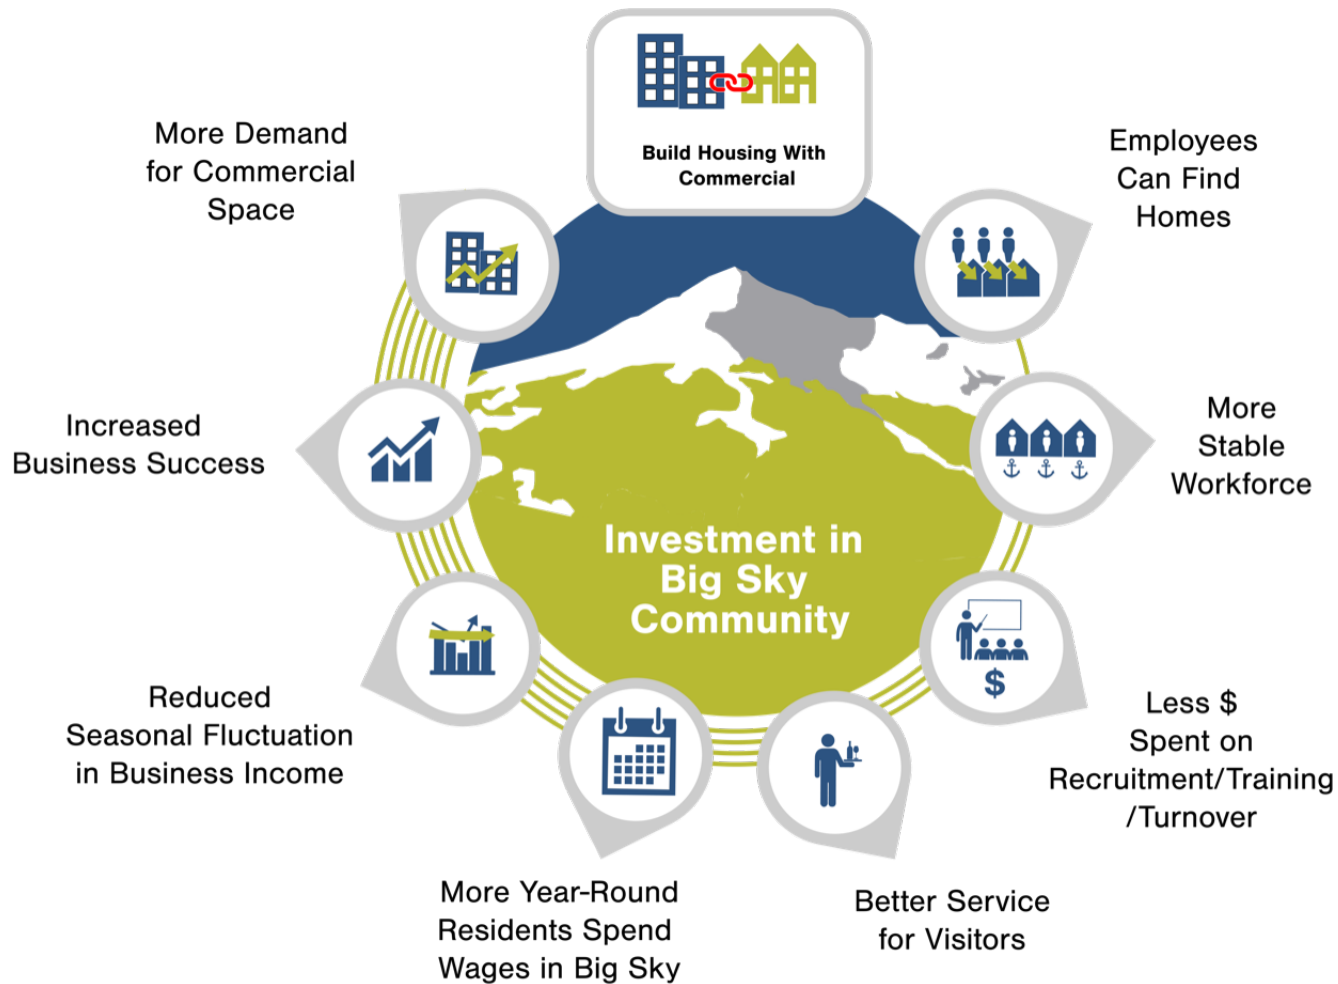 Build Housing With
Commercial
Employees
Can Find
Homes
More
Stable
Workforce
Less $
Spent on
Recruitment/Training
/Turnover
$
Better Service
for Visitors
More Year-Round
Residents Spend
Wages in Big Sky
Reduced
Seasonal Fluctuation
in Business Income
Increased
Business Success
More Demand
for Commercial
Space
Investment in
Big Sky
Community